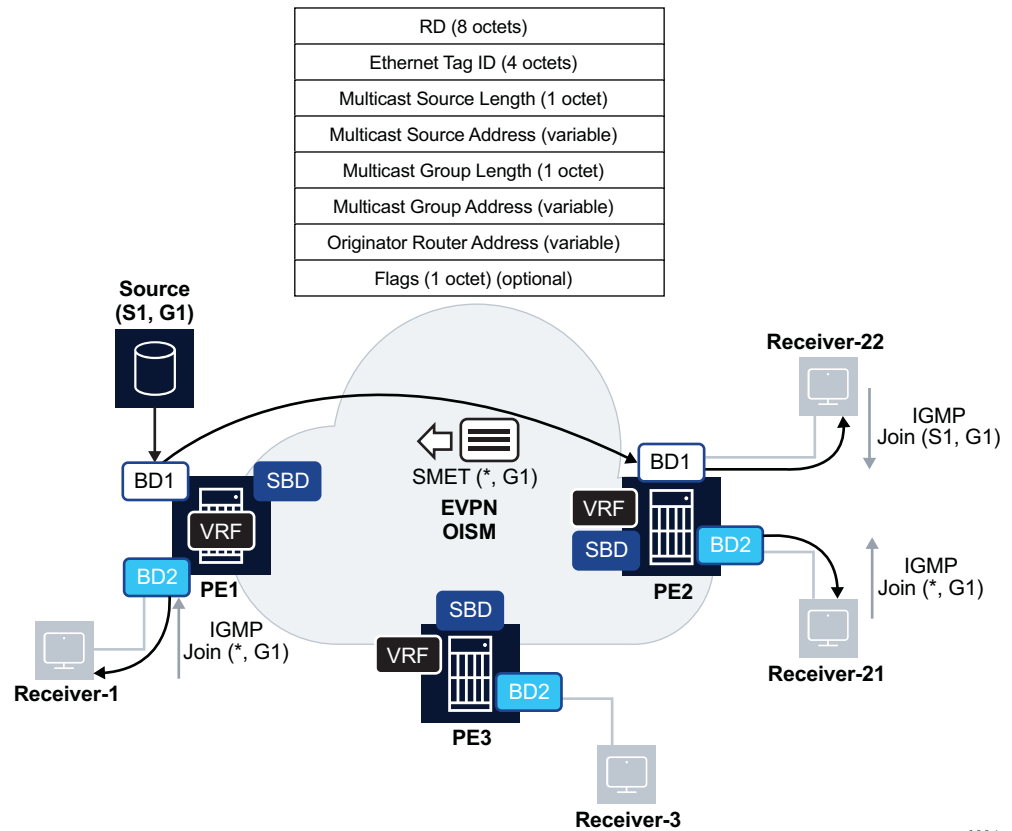 RD (8 octets)
Ethernet Tag ID (4 octets)
Multicast Source Length (1 octet)
Multicast Source Address (variable)
Multicast Group Length (1 octet)
Multicast Group Address (variable)
Originator Router Address (variable)
Flags (1 octet) (optional)
Source
(S1, G1)
Receiver-22
IGMP
Join (S1, G1)
BD1
SBD
VRF
BD2
PE1
SMET (*, G1)
EVPN
OISM
BD1
VRF
SBD
BD2
PE2
IGMP
Join (*, G1)
Receiver-21
IGMP
Join (*, G1)
Receiver-1
SBD
VRF
BD2
PE3
Receiver-3